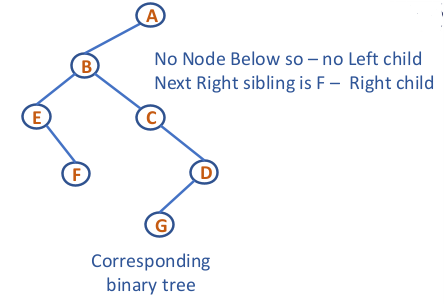 A
B
No Node Below so – no Left child
Next Right sibling is F – Right child
E
C
F
D
G
Corresponding
binary tree